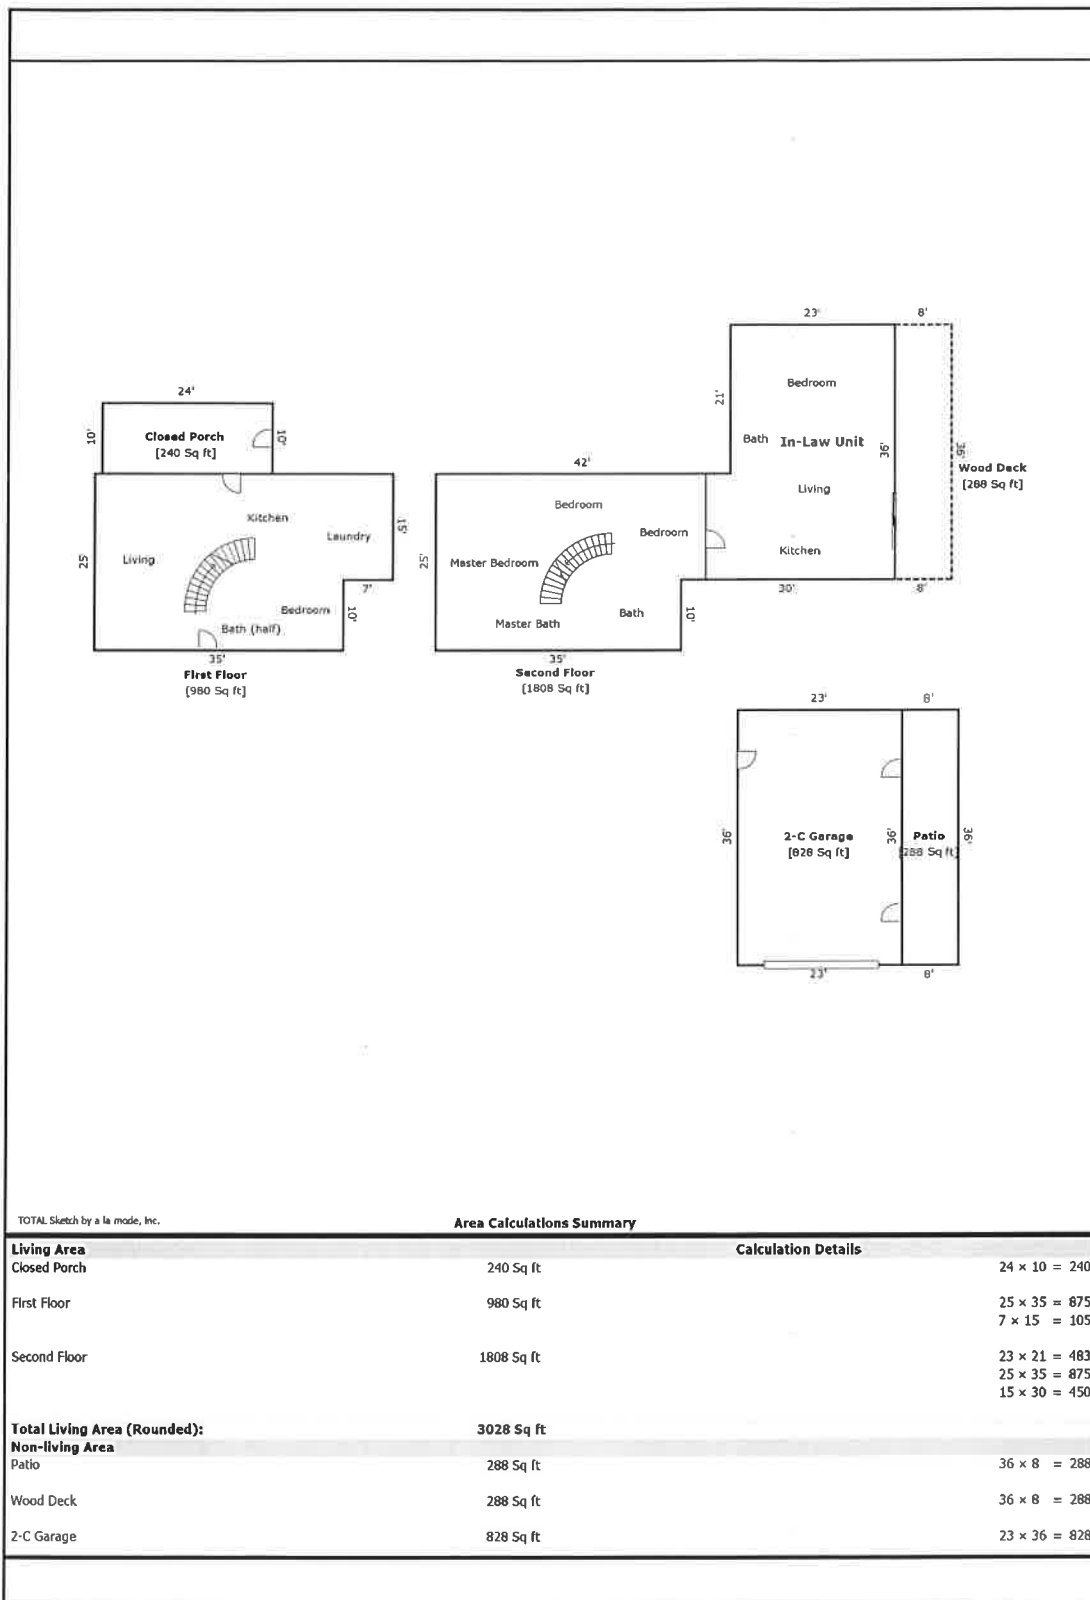 23'
8'
Bedroom
24'
21'
10'
Closed Porch
10'
[240 Sq ft]
Bath
In-Law Unit
36'
36'
42'
Wood Deck
[288 Sq ft]
Living
Bedroom
Kitchen
15'
Laundry
Bedroom
Living
25'
25'
Master Bedroom
Kitchen
7'
30'
8'
Bedroom
10'
Bath
10'
Bath (half)
Master Bath
35'
First Floor
[980 Sq ft]
35'
Second Floor
[1808 Sq ft]
23'
8'
36'
2-C Garage
[828 Sq ft]
36'
Patio
[288 Sq ft]
36'
23'
8'
TOTAL Sketch by a la mode, inc.
Area Calculations Summary
Living Area
Calculation Details
Closed Porch 240 Sq ft 24 × 10 = 240
First Floor 980 Sq ft 25 × 35 = 875
7 × 15 = 105
Second Floor 1808 Sq ft 23 × 21 = 483
25 × 35 = 875
15 × 30 = 450
Total Living Area (Rounded): 3028 Sq ft
Non-living Area
Patio 288 Sq ft 36 × 8 = 288
Wood Deck 288 Sq ft 36 × 8 = 288
2-C Garage 828 Sq ft 23 × 36 = 828